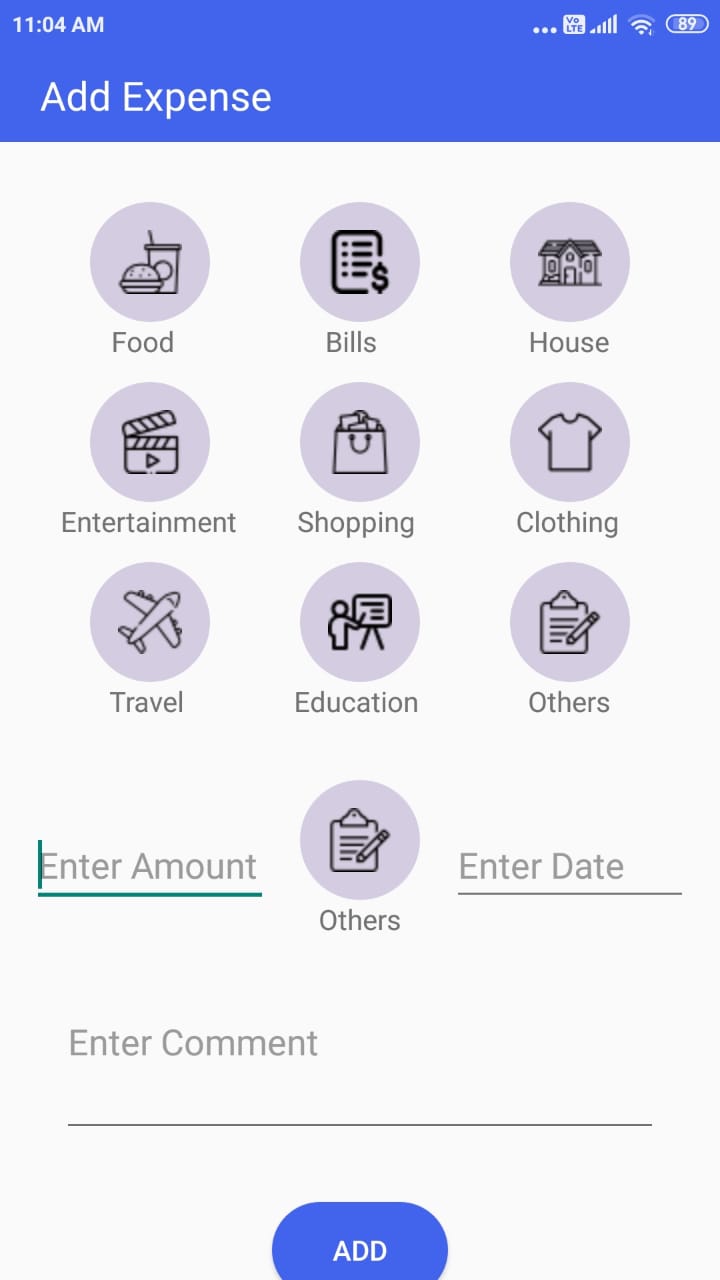 11:04 AM
Vo LTE
89
Add Expense
Food Bills House
Entertainment Shopping Clothing
Travel Education Others
Enter Amount Others Enter Date
Enter Comment
ADD